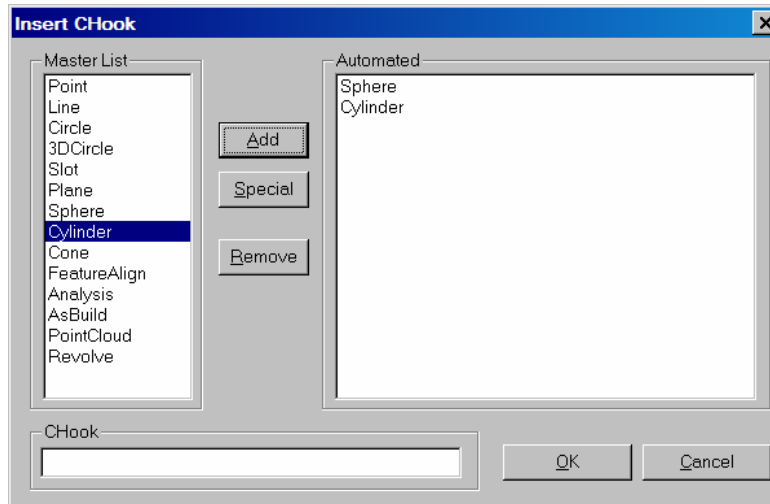 Insert CHook
Master List
Point
Line
Circle
3DCircle
Slot
Plane
Sphere
Cylinder
Cone
FeatureAlign
Analysis
AsBuild
PointCloud
Revolve
Add
Special
Remove
Automated
Sphere
Cylinder
CHook
OK
Cancel